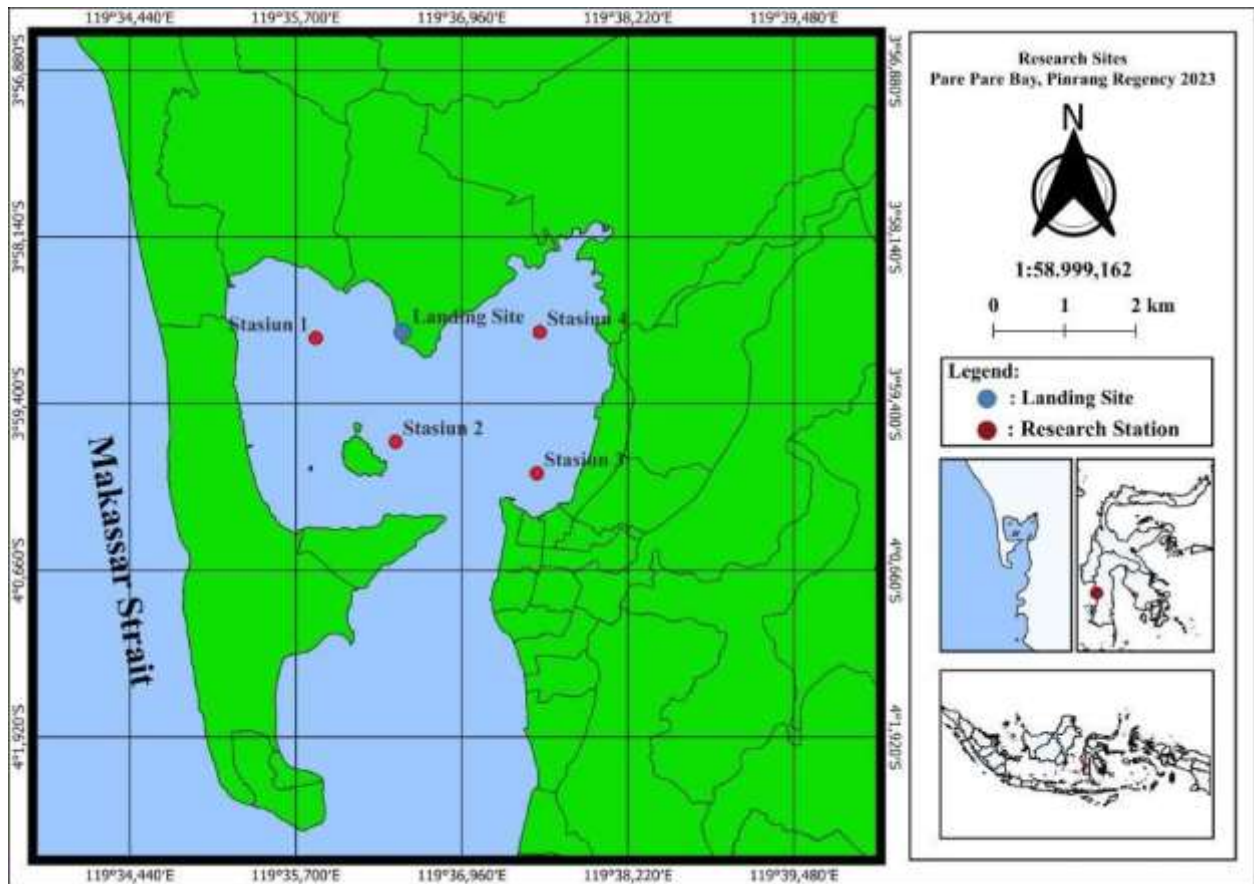 119°34,440'E 119°35,700'E 119°36,960'E 119°38,220'E 119°39,480'E
3°56,880'S
3°58,140'S
3°59,400'S
4°0,660'S
4°1,920'S
Stasiun 1
Landing Site
Stasiun 4
Stasiun 2
Stasiun 3
Makassar Strait
3°56,880'S
3°58,140'S
3°59,400'S
4°0,660'S
4°1,920'S
119°34,440'E 119°35,700'E 119°36,960'E 119°38,220'E 119°39,480'E
Research Sites
Pare Pare Bay, Pinrang Regency 2023
N
1:58.999,162
0 1 2 km
Legend:
: Landing Site
: Research Station